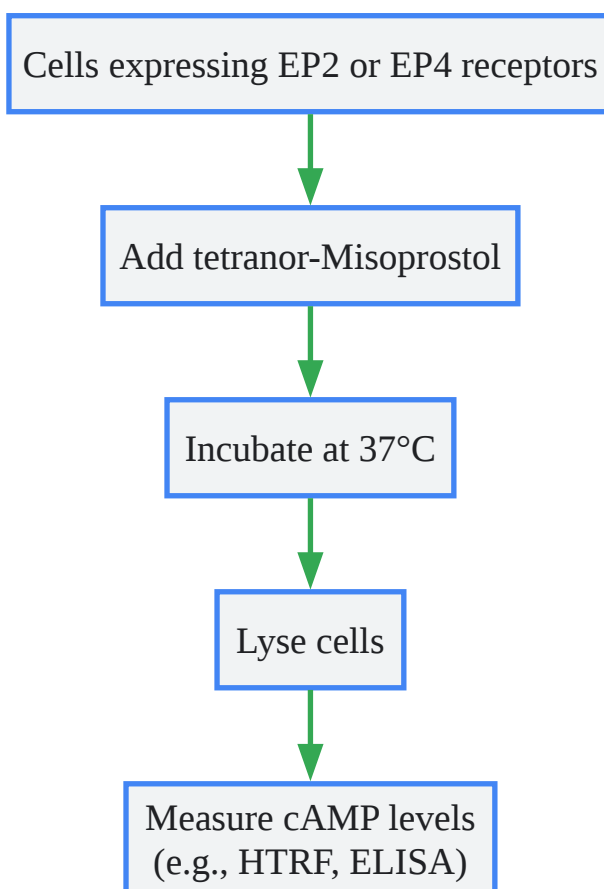 Cells expressing EP2 or EP4 receptors
Add tetranor-Misoprostol
Incubate at 37°C
Lyse cells
Measure cAMP levels
(e.g., HTRF, ELISA)